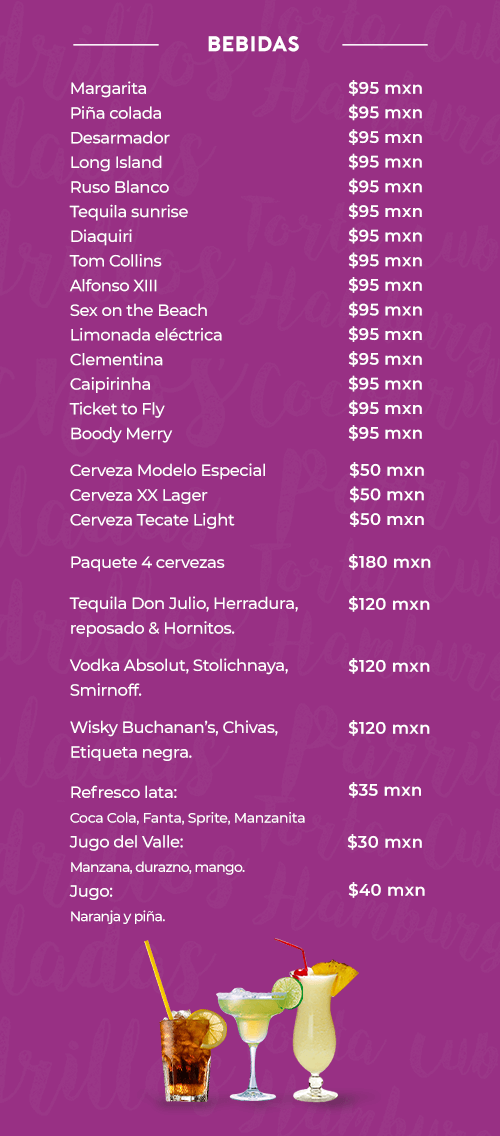 BEBIDAS
Margarita $95 mxn
Piña colada $95 mxn
Desarmador $95 mxn
Long Island $95 mxn
Ruso Blanco $95 mxn
Tequila sunrise $95 mxn
Diaquiri $95 mxn
Tom Collins $95 mxn
Alfonso XIII $95 mxn
Sex on the Beach $95 mxn
Limonada eléctrica $95 mxn
Clementina $95 mxn
Caipirinha $95 mxn
Ticket to Fly $95 mxn
Boody Merry $95 mxn
Cerveza Modelo Especial $50 mxn
Cerveza XX Lager $50 mxn
Cerveza Tecate Light $50 mxn
Paquete 4 cervezas $180 mxn
Tequila Don Julio, Herradura, $120 mxn
reposado & Hornitos.
Vodka Absolut, Stolichnaya, $120 mxn
Smirnoff.
Wisky Buchanan's, Chivas, $120 mxn
Etiqueta negra.
Refresco lata: $35 mxn
Coca Cola, Fanta, Sprite, Manzanita
Jugo del Valle: $30 mxn
Manzana, durazno, mango.
Jugo: $40 mxn
Naranja y piña.